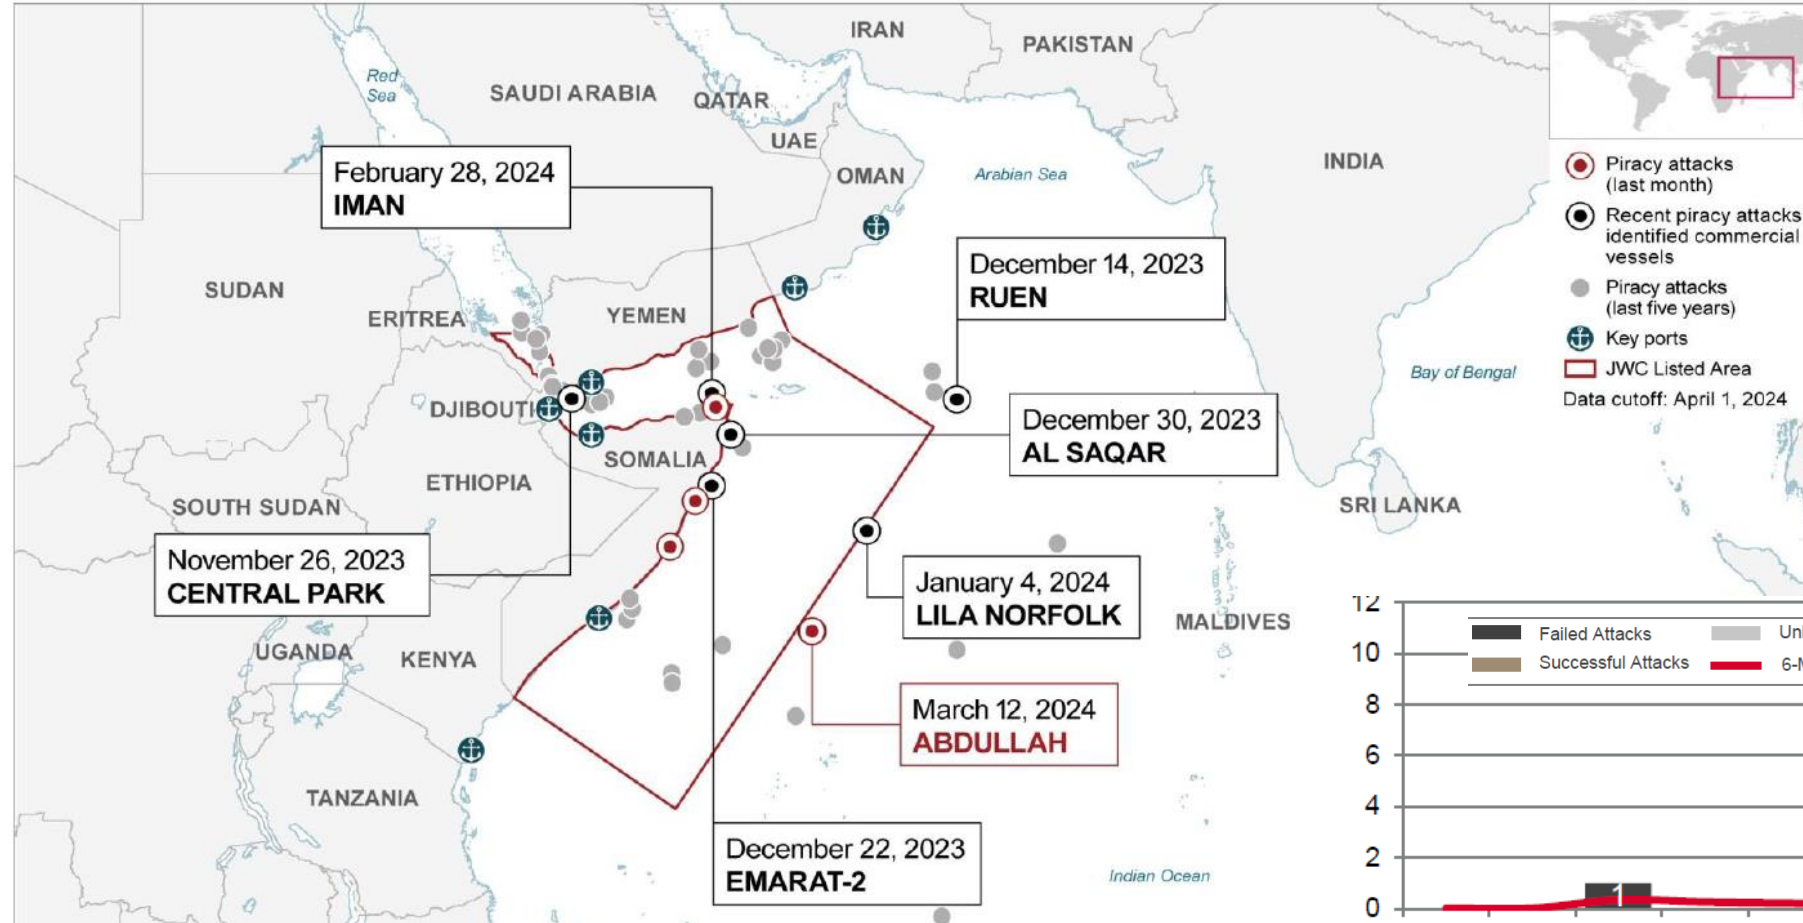 IRAN
PAKISTAN
Red
Sea
SAUDI ARABIA
QATAR
UAE
OMAN
Arabian Sea
INDIA
February 28, 2024
IMAN
December 14, 2023
RUEN
SUDAN
ERITREA
YEMEN
DJIBOUTI
Bay of Bengal
December 30, 2023
AL SAQAR
SOMALIA
ETHIOPIA
SOUTH SUDAN
SRI LANKA
November 26, 2023
CENTRAL PARK
January 4, 2024
LILA NORFOLK
MALDIVES
UGANDA
KENYA
March 12, 2024
ABDULLAH
TANZANIA
December 22, 2023
EMARAT-2
Indian Ocean
Piracy attacks
(last month)
Recent piracy attacks
identified commercial
vessels
Piracy attacks
(last five years)
Key ports
JWC Listed Area
Data cutoff: April 1, 2024
12
10
8
6
4
2
0
Failed Attacks
Successful Attacks
1